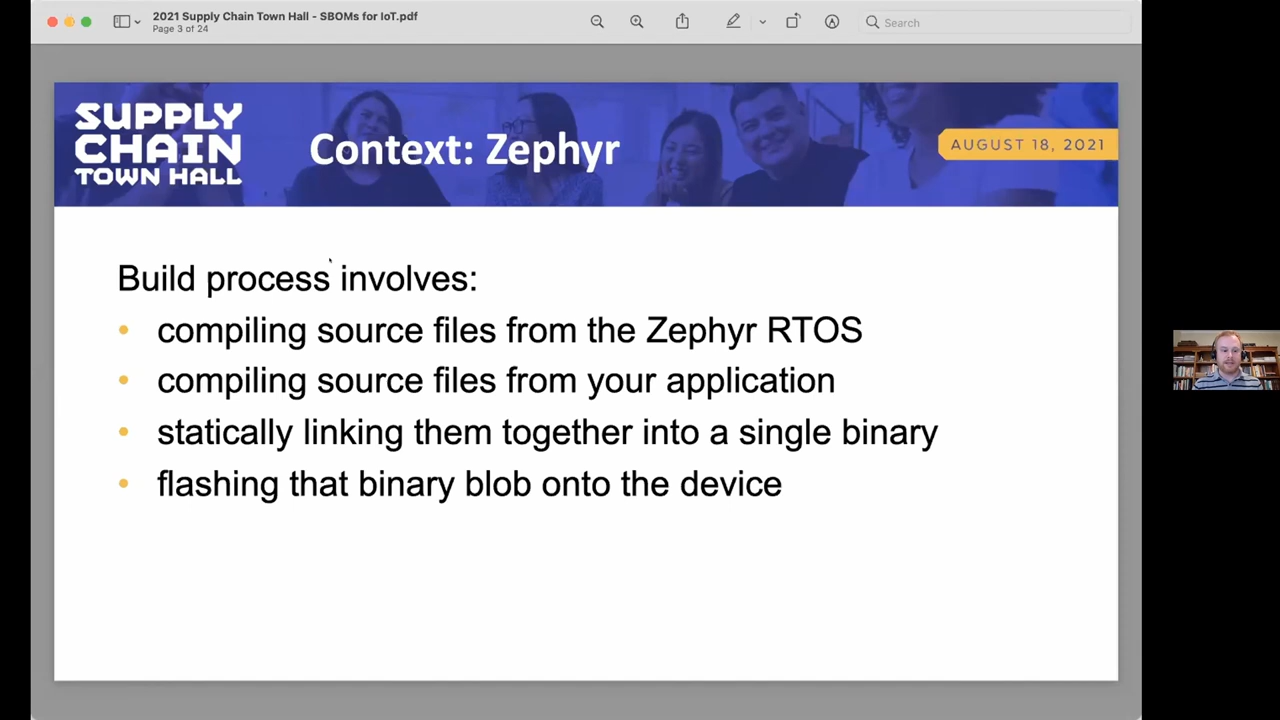 2021 Supply Chain Town Hall - SBOMs for IoT.pdf
Page 3 of 24
Search
SUPPLY
CHAIN
TOWN HALL
Context: Zephyr
AUGUST 18, 2021
Build process involves:
• compiling source files from the Zephyr RTOS
• compiling source files from your application
• statically linking them together into a single binary
• flashing that binary blob onto the device